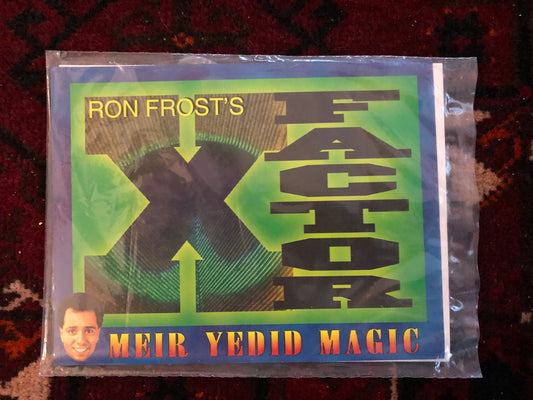 RON FROST'S
X
FACTOR
MEIR YEDID MAGIC